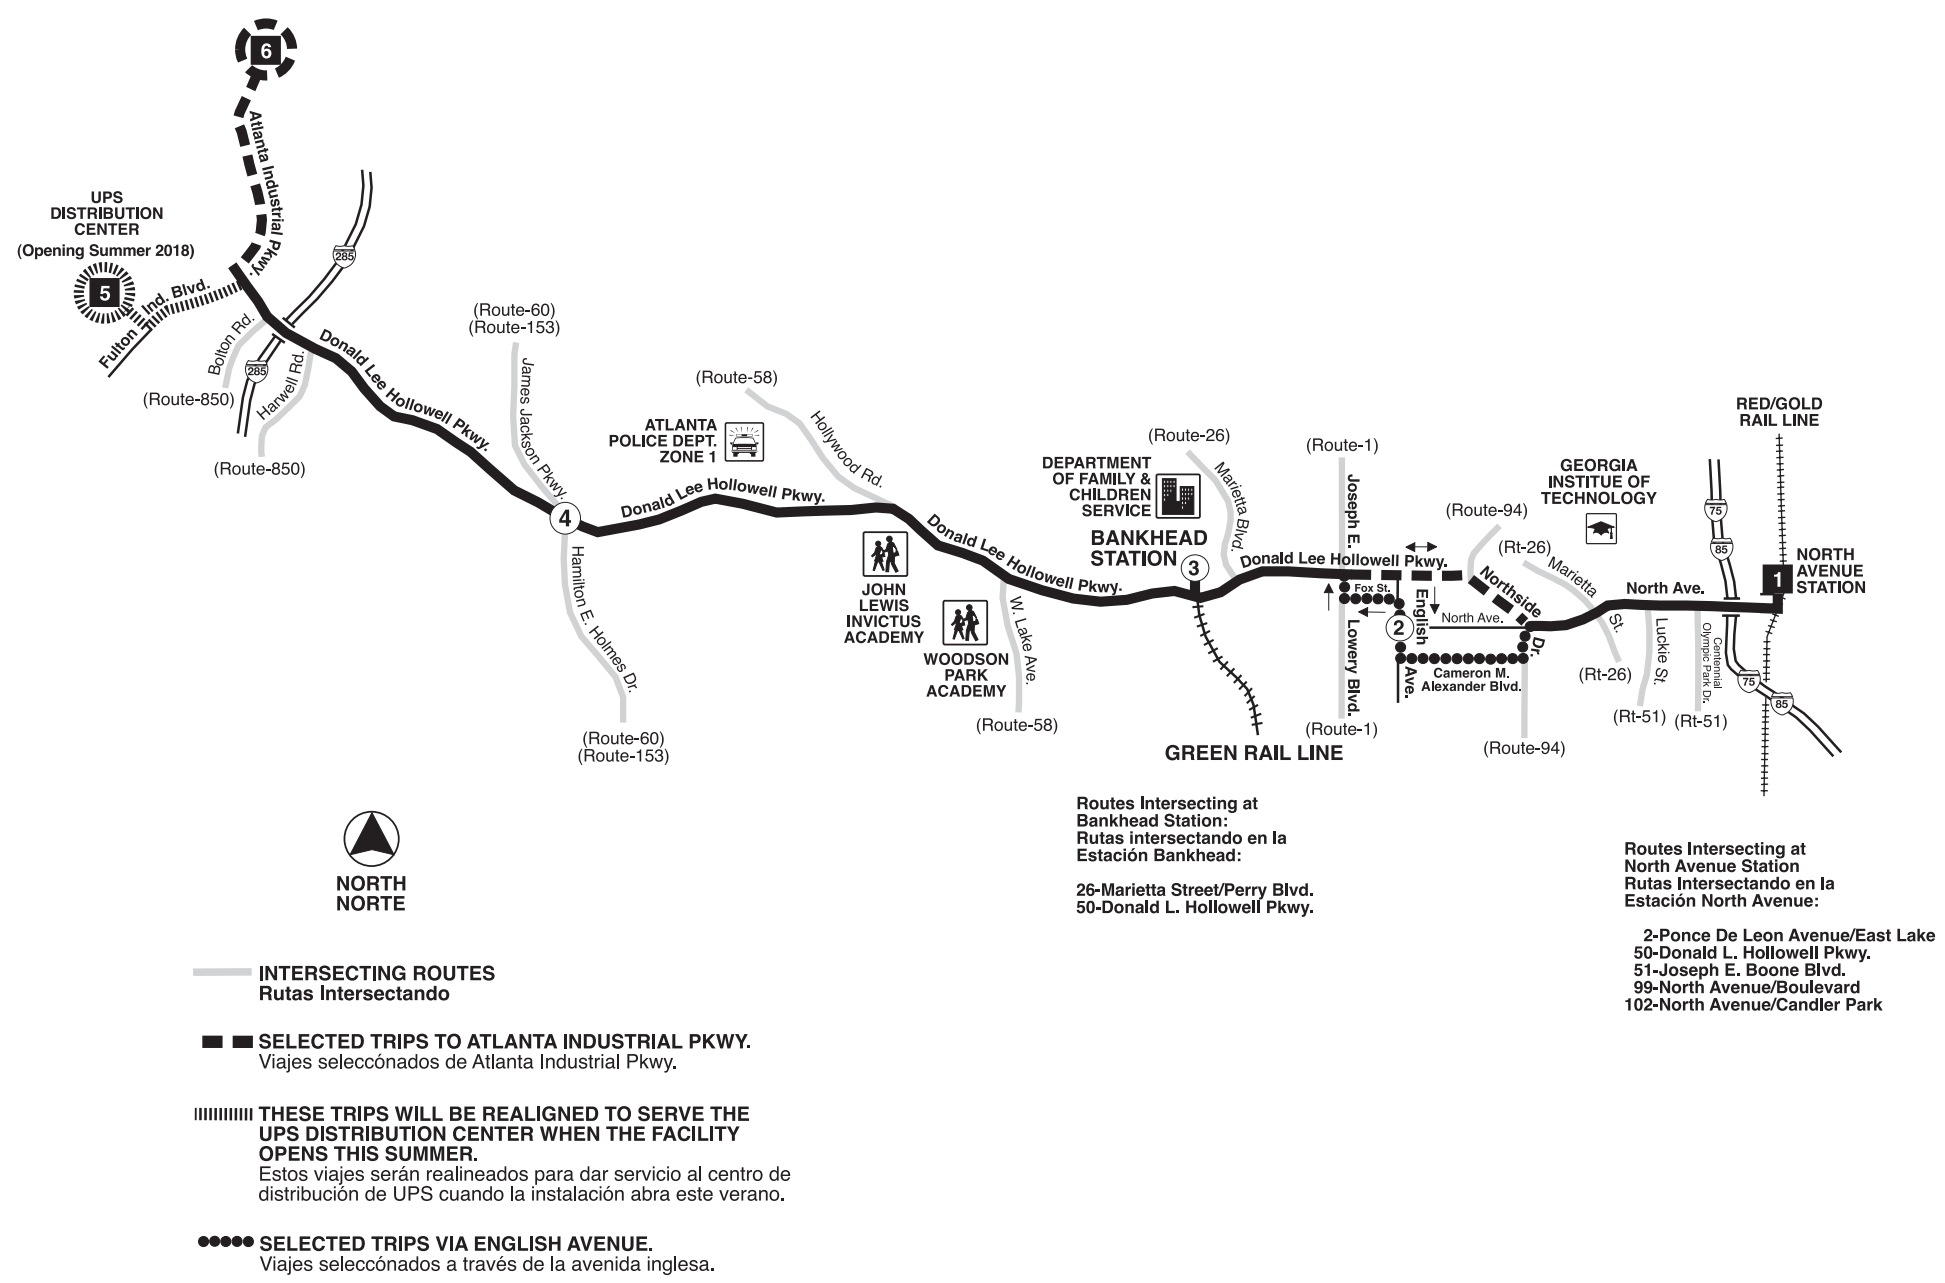 6
Atlanta Industrial Pkwy.
UPS
DISTRIBUTION
CENTER
(Opening Summer 2018)
5
Fulton Ind. Blvd.
285
Bolton Rd.
285
Harwell Rd.
(Route-850)
(Route-850)
Donald Lee Hollowell Pkwy.
(Route-60)
(Route-153)
James Jackson Pkwy.
4
Hamilton E. Holmes Dr.
(Route-60)
(Route-153)
ATLANTA
POLICE DEPT.
ZONE 1
Donald Lee Hollowell Pkwy.
(Route-58)
Hollywood Rd.
JOHN
LEWIS
INVICTUS
ACADEMY
WOODSON
PARK
ACADEMY
Donald Lee Hollowell Pkwy.
W. Lake Ave.
(Route-58)
DEPARTMENT
OF FAMILY &
CHILDREN
SERVICE
BANKHEAD
STATION
3
(Route-26)
Marietta Blvd.
GREEN RAIL LINE
Donald Lee Hollowell Pkwy.
(Route-1)
Joseph E.
Lowery Blvd.
(Route-1)
Fox St.
2
English
Ave.
North Ave.
Cameron M.
Alexander Blvd.
(Route-94)
Northside
Dr.
(Route-94)
(Rt-26)
Marietta
St.
(Rt-26)
GEORGIA
INSTITUE OF
TECHNOLOGY
North Ave.
Luckie St.
(Rt-51)
Centennial
Olympic Park Dr.
(Rt-51)
75
85
75
85
RED/GOLD
RAIL LINE
1
NORTH
AVENUE
STATION
Routes Intersecting at
Bankhead Station:
Rutas intersectando en la
Estación Bankhead:
26-Marietta Street/Perry Blvd.
50-Donald L. Hollowell Pkwy.
Routes Intersecting at
North Avenue Station
Rutas Intersectando en la
Estación North Avenue:
2-Ponce De Leon Avenue/East Lake
50-Donald L. Hollowell Pkwy.
51-Joseph E. Boone Blvd.
99-North Avenue/Boulevard
102-North Avenue/Candler Park
NORTH
NORTE
INTERSECTING ROUTES
Rutas Intersectando
SELECTED TRIPS TO ATLANTA INDUSTRIAL PKWY.
Viajes seleccónados de Atlanta Industrial Pkwy.
THESE TRIPS WILL BE REALIGNED TO SERVE THE
UPS DISTRIBUTION CENTER WHEN THE FACILITY
OPENS THIS SUMMER.
Estos viajes serán realineados para dar servicio al centro de
distribución de UPS cuando la instalación abra este verano.
SELECTED TRIPS VIA ENGLISH AVENUE.
Viajes seleccónados a través de la avenida inglesa.